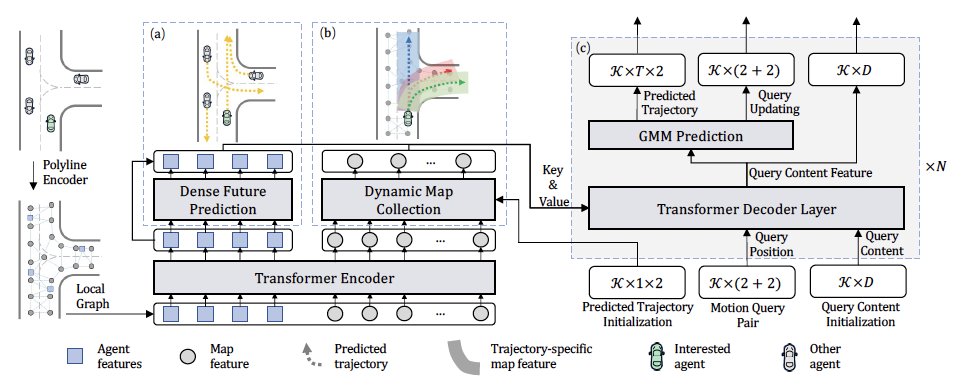 (a)
(b)
(c)
Polyline
Encoder
Local
Graph
Dense Future
Prediction
Dynamic Map
Collection
...
...
...
...
Transformer Encoder
Key
&
Value
𝒦×T×2
𝒦×(2 + 2)
𝒦×D
Predicted
Trajectory
Query
Updating
GMM Prediction
Query Content Feature
Transformer Decoder Layer
×N
Query
Position
Query
Content
𝒦×1×2
𝒦×(2 + 2)
𝒦×D
Predicted Trajectory
Initialization
Motion Query
Pair
Query Content
Initialization
Agent
features
Map
feature
Predicted
trajectory
Trajectory-specific
map feature
Interested
agent
Other
agent